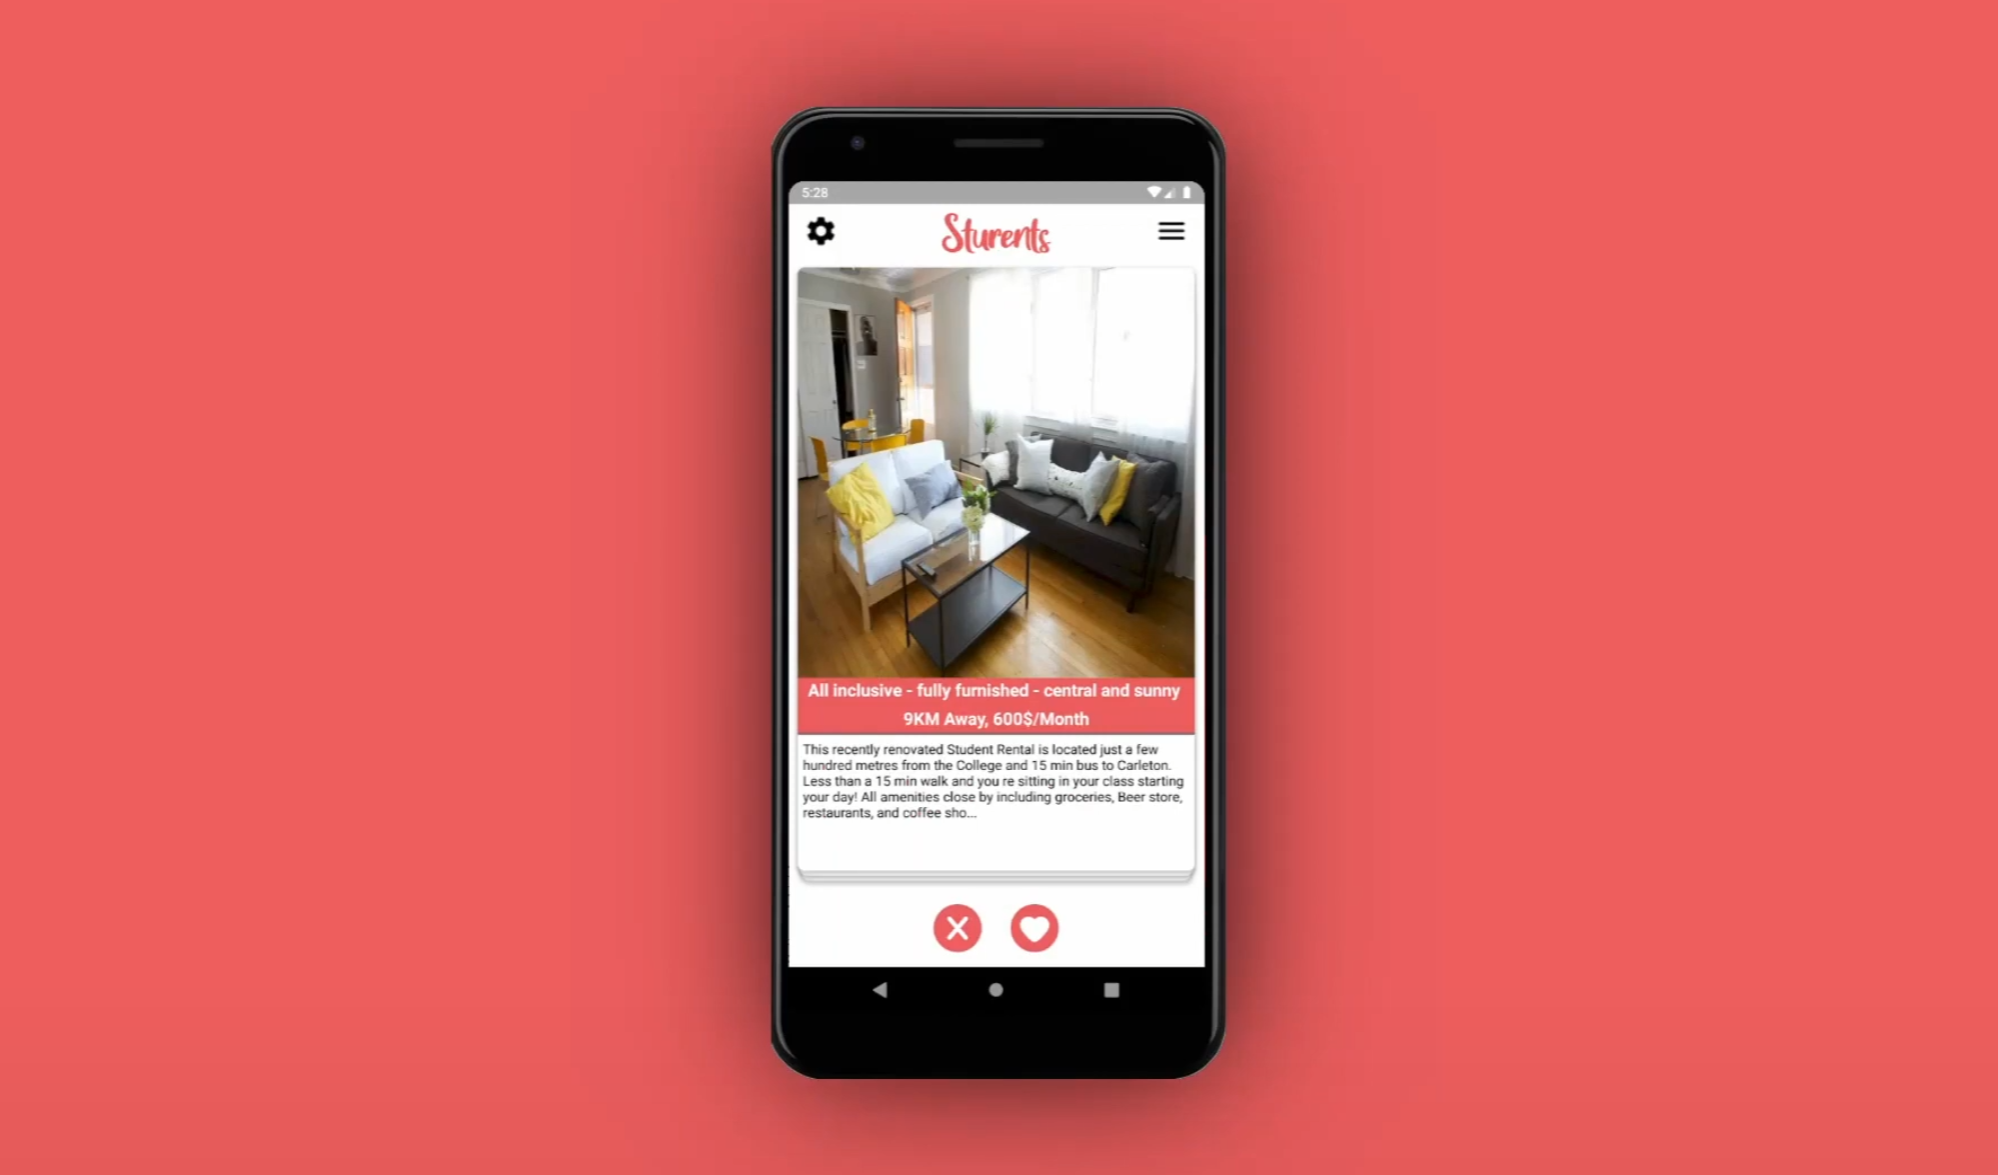 5:28
Sturents
All inclusive - fully furnished - central and sunny
9KM Away, 600$/Month
This recently renovated Student Rental is located just a few
hundred metres from the College and 15 min bus to Carleton.
Less than a 15 min walk and you re sitting in your class starting
your day! All amenities close by including groceries, Beer store,
restaurants, and coffee sho...